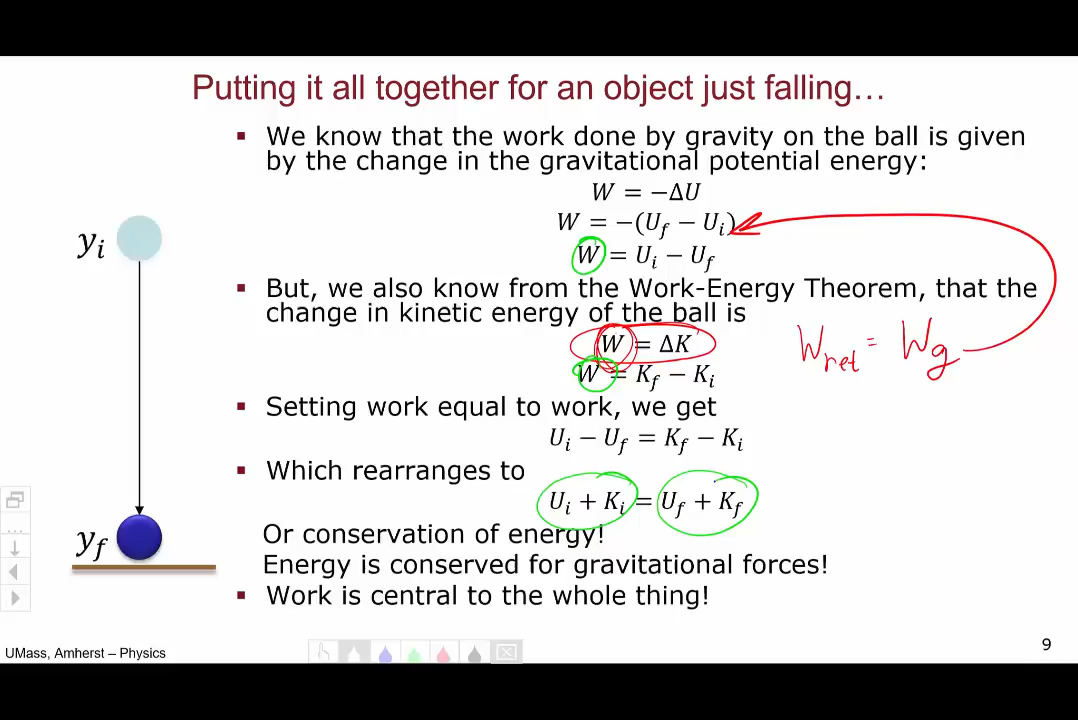 Putting it all together for an object just falling…
▪ We know that the work done by gravity on the ball is given
by the change in the gravitational potential energy:
W = −ΔU
W = −(U_f − U_i)
W = U_i − U_f
▪ But, we also know from the Work-Energy Theorem, that the
change in kinetic energy of the ball is
W = ΔK
W = K_f − K_i
W_net = W_g
▪ Setting work equal to work, we get
U_i − U_f = K_f − K_i
▪ Which rearranges to
U_i + K_i = U_f + K_f
Or conservation of energy!
Energy is conserved for gravitational forces!
▪ Work is central to the whole thing!
y_i
y_f
UMass, Amherst – Physics
9